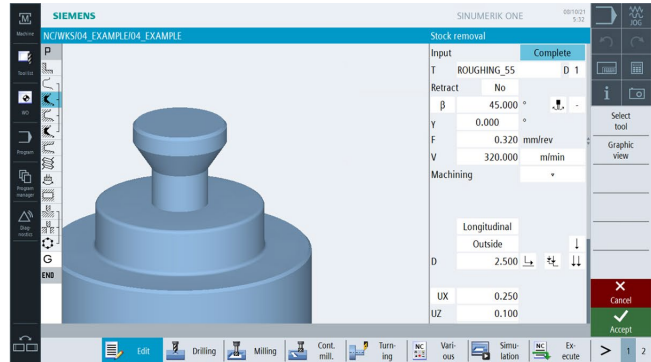 SIEMENS
SINUMERIK ONE
08/10/21
5:32
JOG
Machine
NC/WKS/04_EXAMPLE/04_EXAMPLE
Stock removal
P
Input
Complete
T
ROUGHING_55
D 1
Retract
No
β
45.000 °
-
γ
0.000 °
F
0.320 mm/rev
V
320.000 m/min
Machining
Longitudinal
Outside
D
2.500
UX
0.250
UZ
0.100
Tool list
WO
Program
Program
manager
Diag-
nostics
G
END
i
Select
tool
Graphic
view
Cancel
Accept
Edit
Drilling
Milling
Cont.
mill.
Turn-
ing
NC
Vari-
ous
Simu-
lation
NC
Ex-
ecute
> 1 2